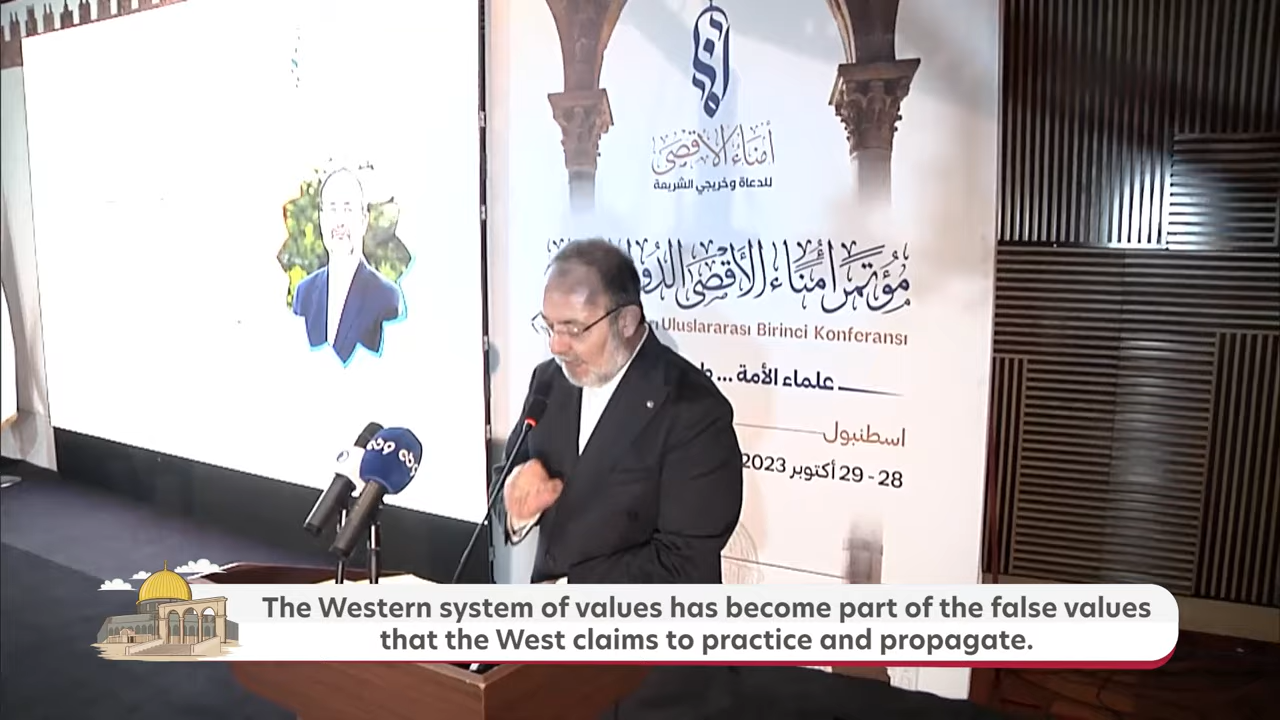 أمناء الأقصى
للدعاة وخريجي الشريعة
مؤتمر أمناء الأقصى
Uluslararası Birinci Konferansı
علماء الأمة ...
اسطنبول
28 - 29 أكتوبر 2023
The Western system of values has become part of the false values
that the West claims to practice and propagate.